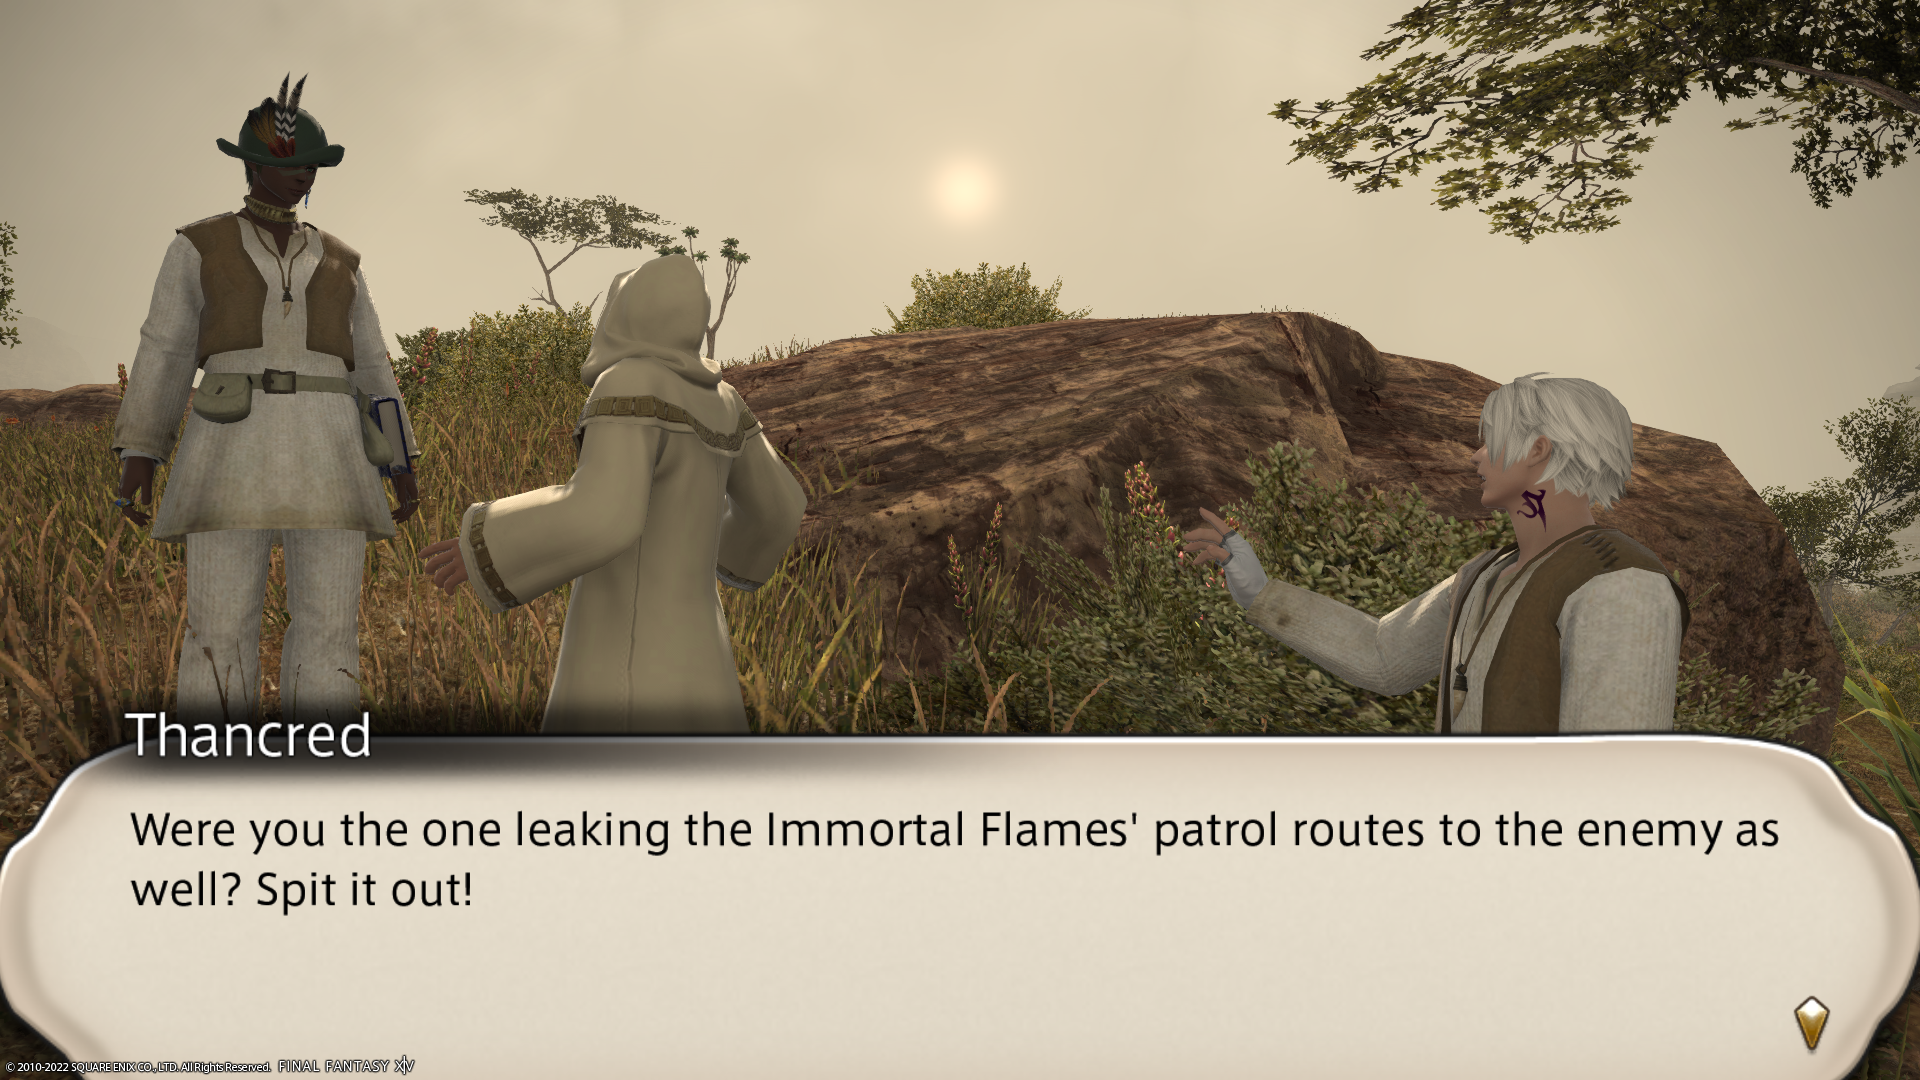 Thancred
Were you the one leaking the Immortal Flames' patrol routes to the enemy as
well? Spit it out!
© 2010-2022 SQUARE ENIX CO., LTD. All Rights Reserved. FINAL FANTASY XIV